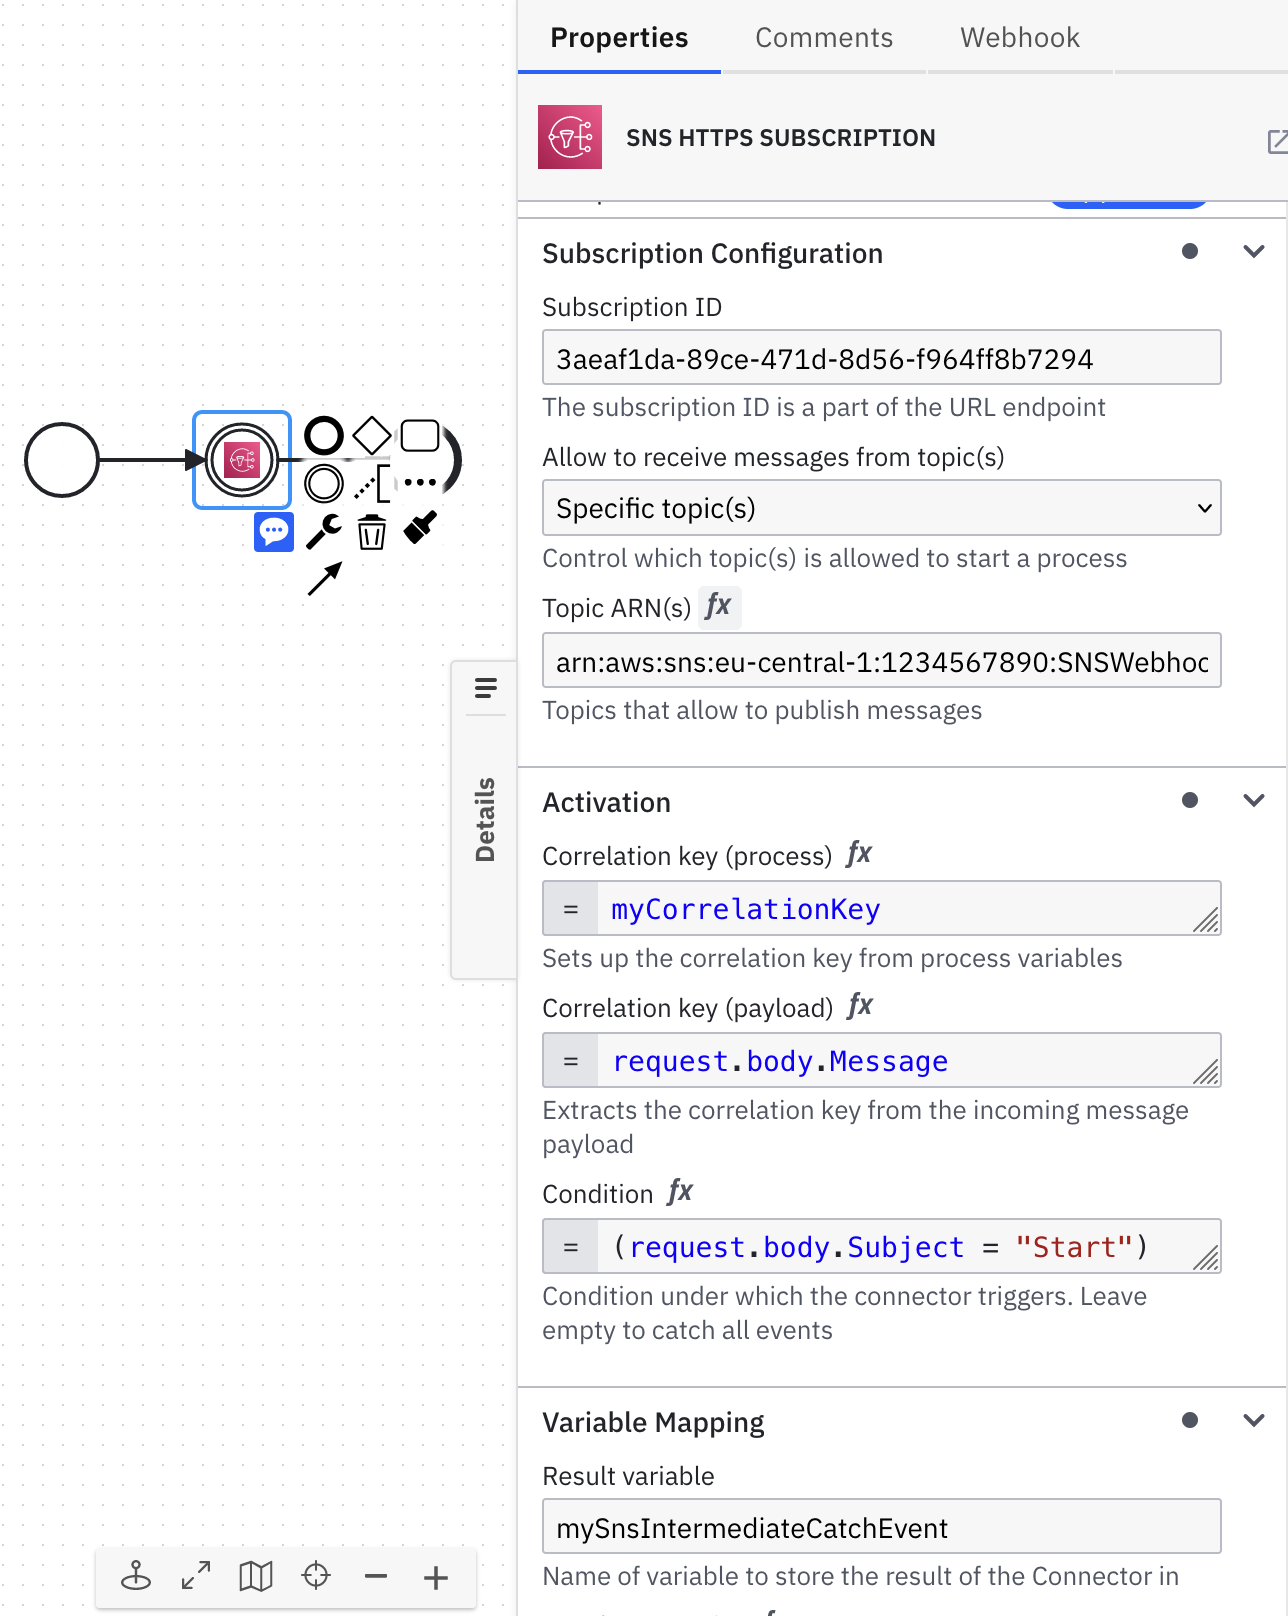 Properties
Comments
Webhook
SNS HTTPS SUBSCRIPTION
Subscription Configuration
Subscription ID
3aeaf1da-89ce-471d-8d56-f964ff8b7294
The subscription ID is a part of the URL endpoint
Allow to receive messages from topic(s)
Specific topic(s)
Control which topic(s) is allowed to start a process
Topic ARN(s) fx
arn:aws:sns:eu-central-1:1234567890:SNSWebhoo
Topics that allow to publish messages
Details
Activation
Correlation key (process) fx
= myCorrelationKey
Sets up the correlation key from process variables
Correlation key (payload) fx
= request.body.Message
Extracts the correlation key from the incoming message
payload
Condition fx
= (request.body.Subject = "Start")
Condition under which the connector triggers. Leave
empty to catch all events
Variable Mapping
Result variable
mySnsIntermediateCatchEvent
Name of variable to store the result of the Connector in